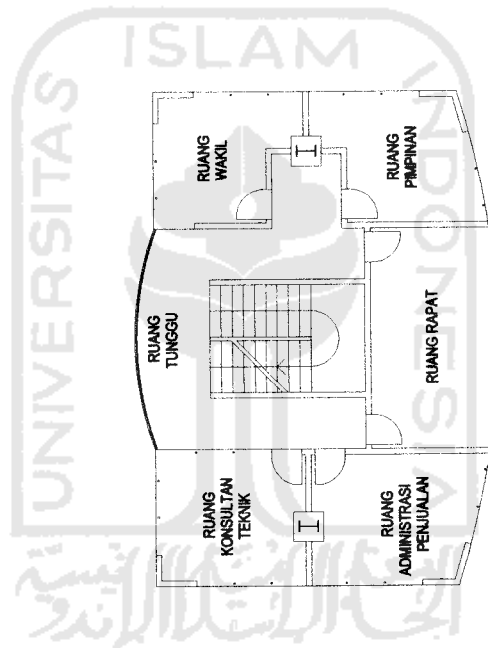 UNIVERSITAS
ISLAM
INDONESIA
RUANG
WAKIL
RUANG
PIMPINAN
RUANG
TUNGGU
RUANG RAPAT
RUANG
KONSULTAN
TEKNIK
RUANG
ADMINISTRASI
PENJUALAN